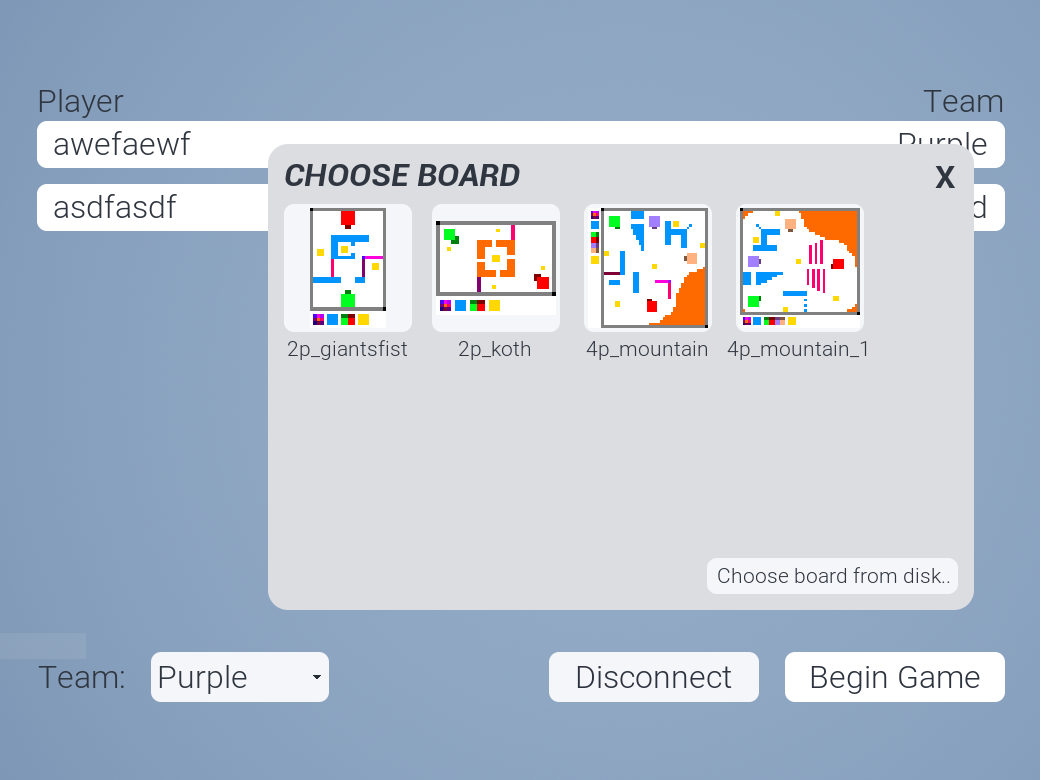 Player
Team
awefaewf
Purple
asdfasdf
d
CHOOSE BOARD
X
2p_giantsfist
2p_koth
4p_mountain
4p_mountain_1
Choose board from disk..
Team:
Purple
Disconnect
Begin Game